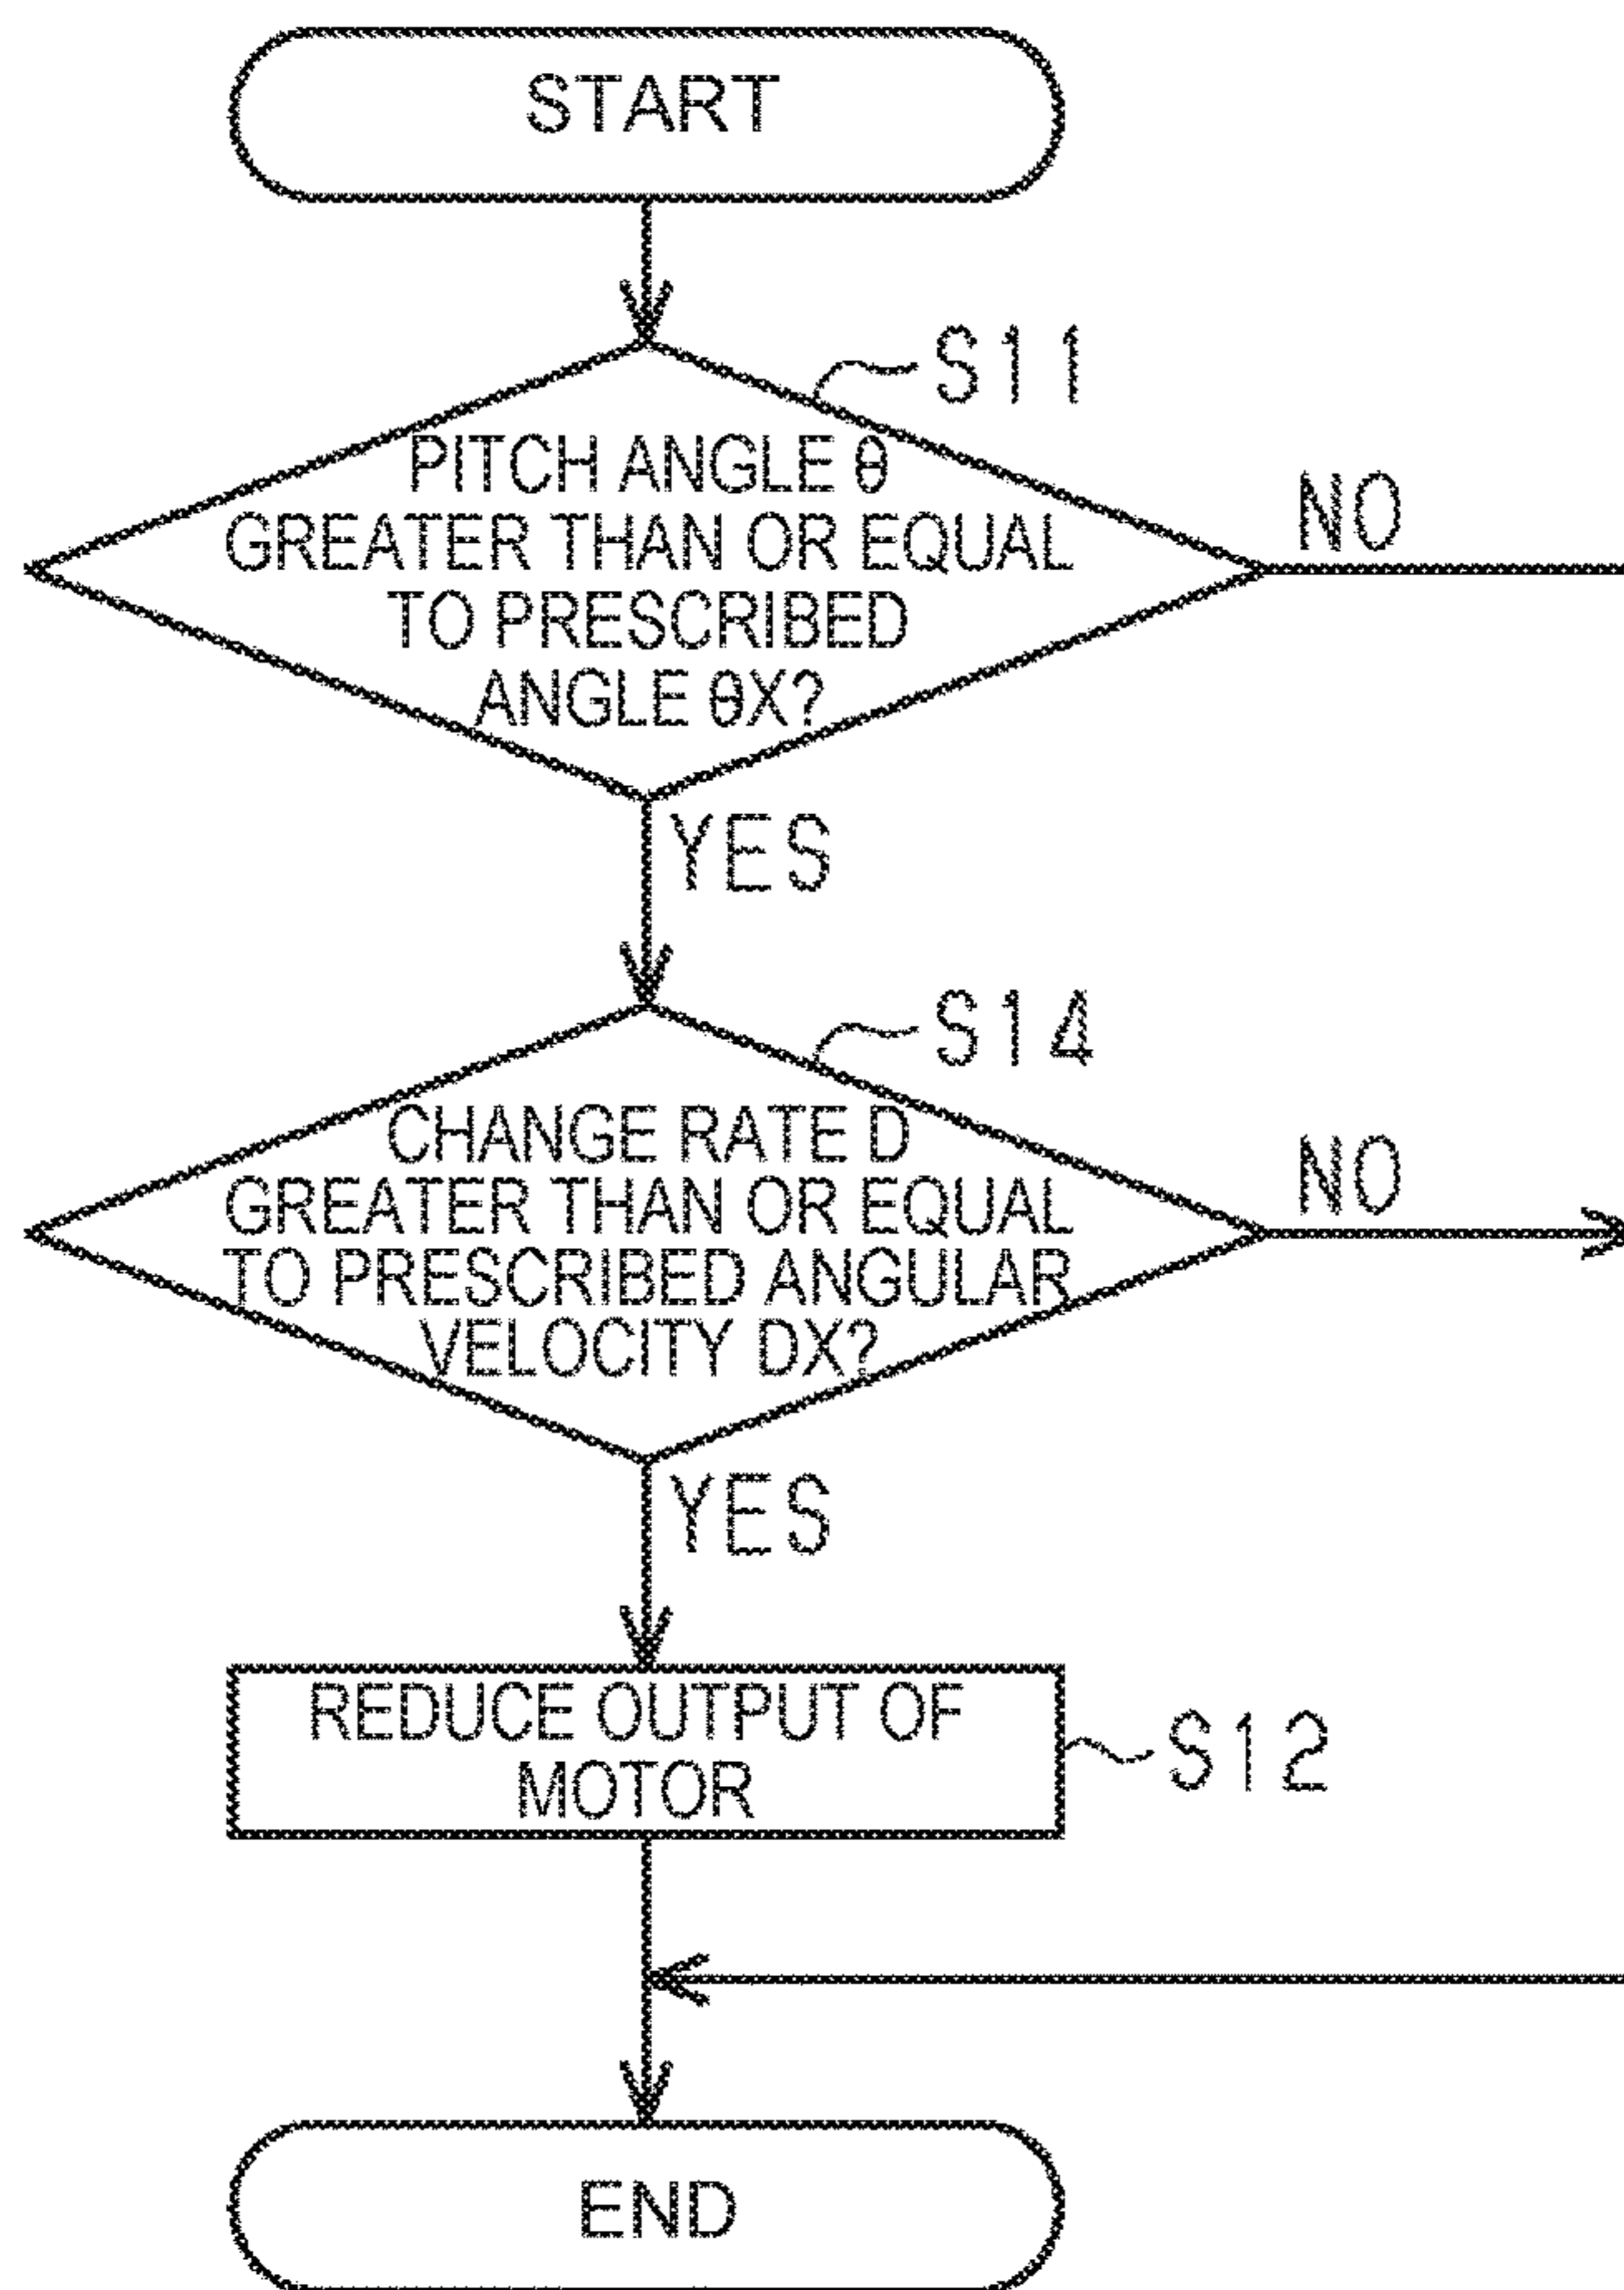 START
S11
PITCH ANGLE θ
GREATER THAN OR EQUAL
TO PRESCRIBED
ANGLE θX?
NO
YES
S14
CHANGE RATE D
GREATER THAN OR EQUAL
TO PRESCRIBED ANGULAR
VELOCITY DX?
NO
YES
REDUCE OUTPUT OF
MOTOR
S12
END